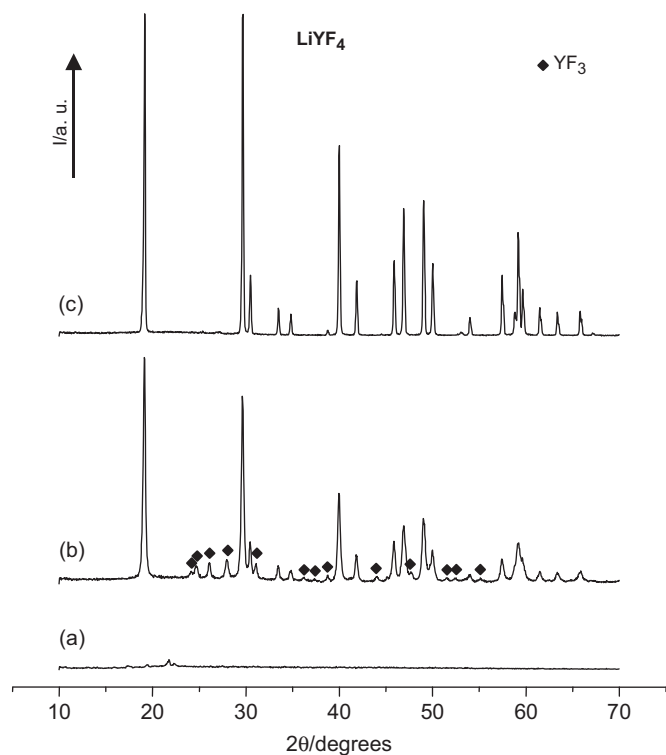 LiYF₄
◆ YF₃
I/a. u.
(c)
(b)
(a)
10 20 30 40 50 60 70
2θ/degrees